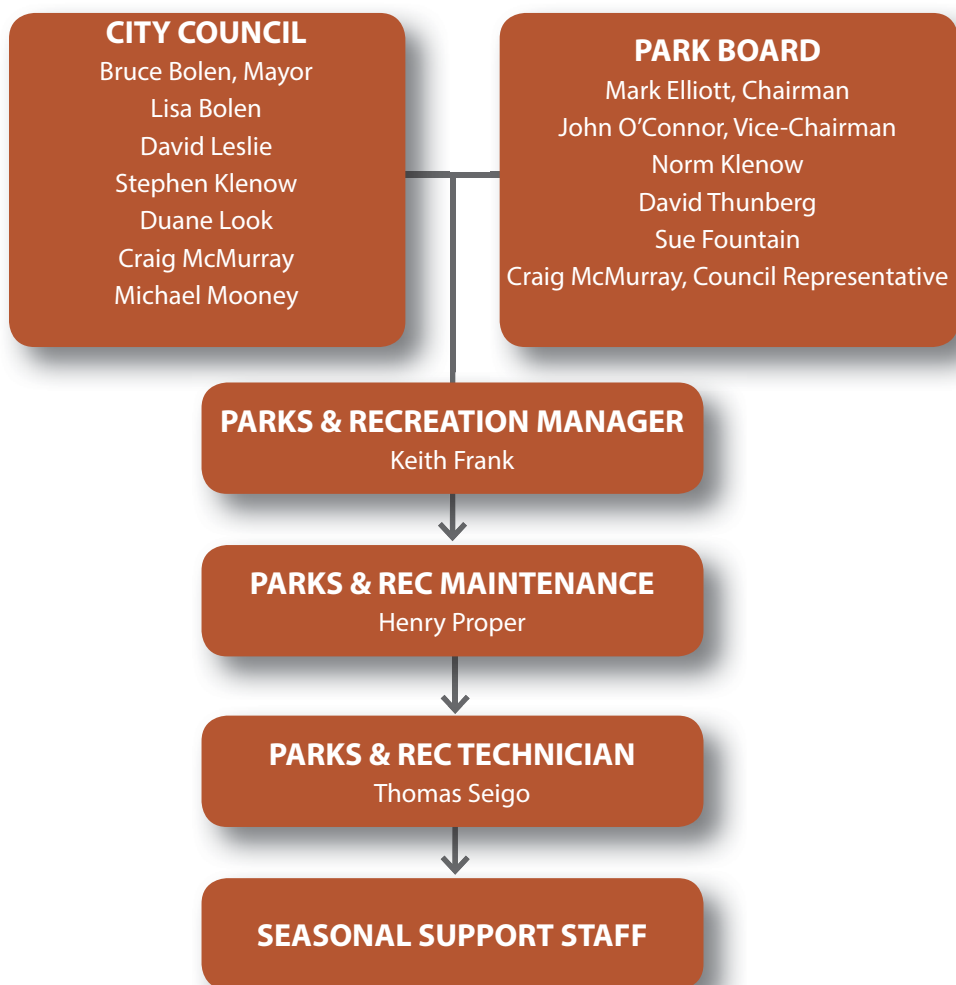 CITY COUNCIL
Bruce Bolen, Mayor
Lisa Bolen
David Leslie
Stephen Klenow
Duane Look
Craig McMurray
Michael Mooney
PARK BOARD
Mark Elliott, Chairman
John O’Connor, Vice-Chairman
Norm Klenow
David Thunberg
Sue Fountain
Craig McMurray, Council Representative
PARKS & RECREATION MANAGER
Keith Frank
PARKS & REC MAINTENANCE
Henry Proper
PARKS & REC TECHNICIAN
Thomas Seigo
SEASONAL SUPPORT STAFF